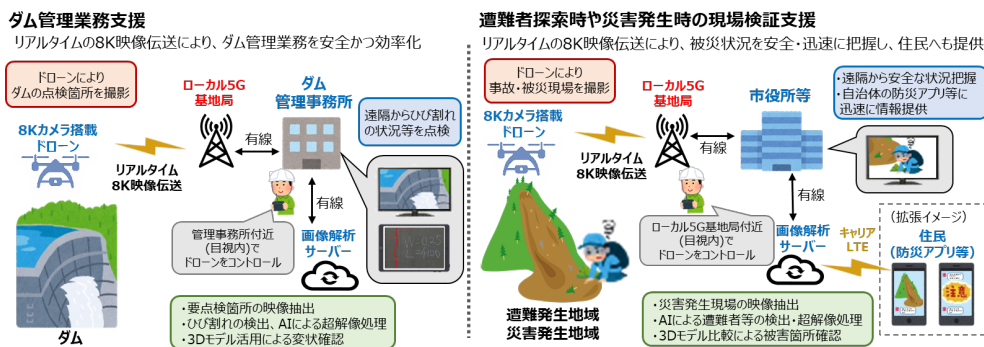 ダム管理業務支援
リアルタイムの8K映像伝送により、ダム管理業務を安全かつ効率化
ドローンにより
ダムの点検箇所を撮影
ローカル5G
基地局
ダム
管理事務所
遠隔からひび割れ
の状況等を点検
8Kカメラ搭載
ドローン
リアルタイム
8K映像伝送
有線
有線
管理事務所付近
(目視内)で
ドローンをコントロール
画像解析
サーバー
ダム
・要点検箇所の映像抽出
・ひび割れの検出、AIによる超解像処理
・3Dモデル活用による変状確認
遭難者探索時や災害発生時の現場検証支援
リアルタイムの8K映像伝送により、被災状況を安全・迅速に把握し、住民へも提供
ドローンにより
事故・被災現場を撮影
ローカル5G
基地局
市役所等
・遠隔から安全な状況把握
・自治体の防災アプリ等に
迅速に情報提供
8Kカメラ搭載
ドローン
リアルタイム
8K映像伝送
有線
有線
ローカル5G基地局付近
(目視内)で
ドローンをコントロール
画像解析
サーバー
キャリア
LTE
(拡張イメージ)
住民
(防災アプリ等)
注意
遭難発生地域
災害発生地域
・災害発生現場の映像抽出
・AIによる遭難者等の検出・超解像処理
・3Dモデル比較による被害箇所確認